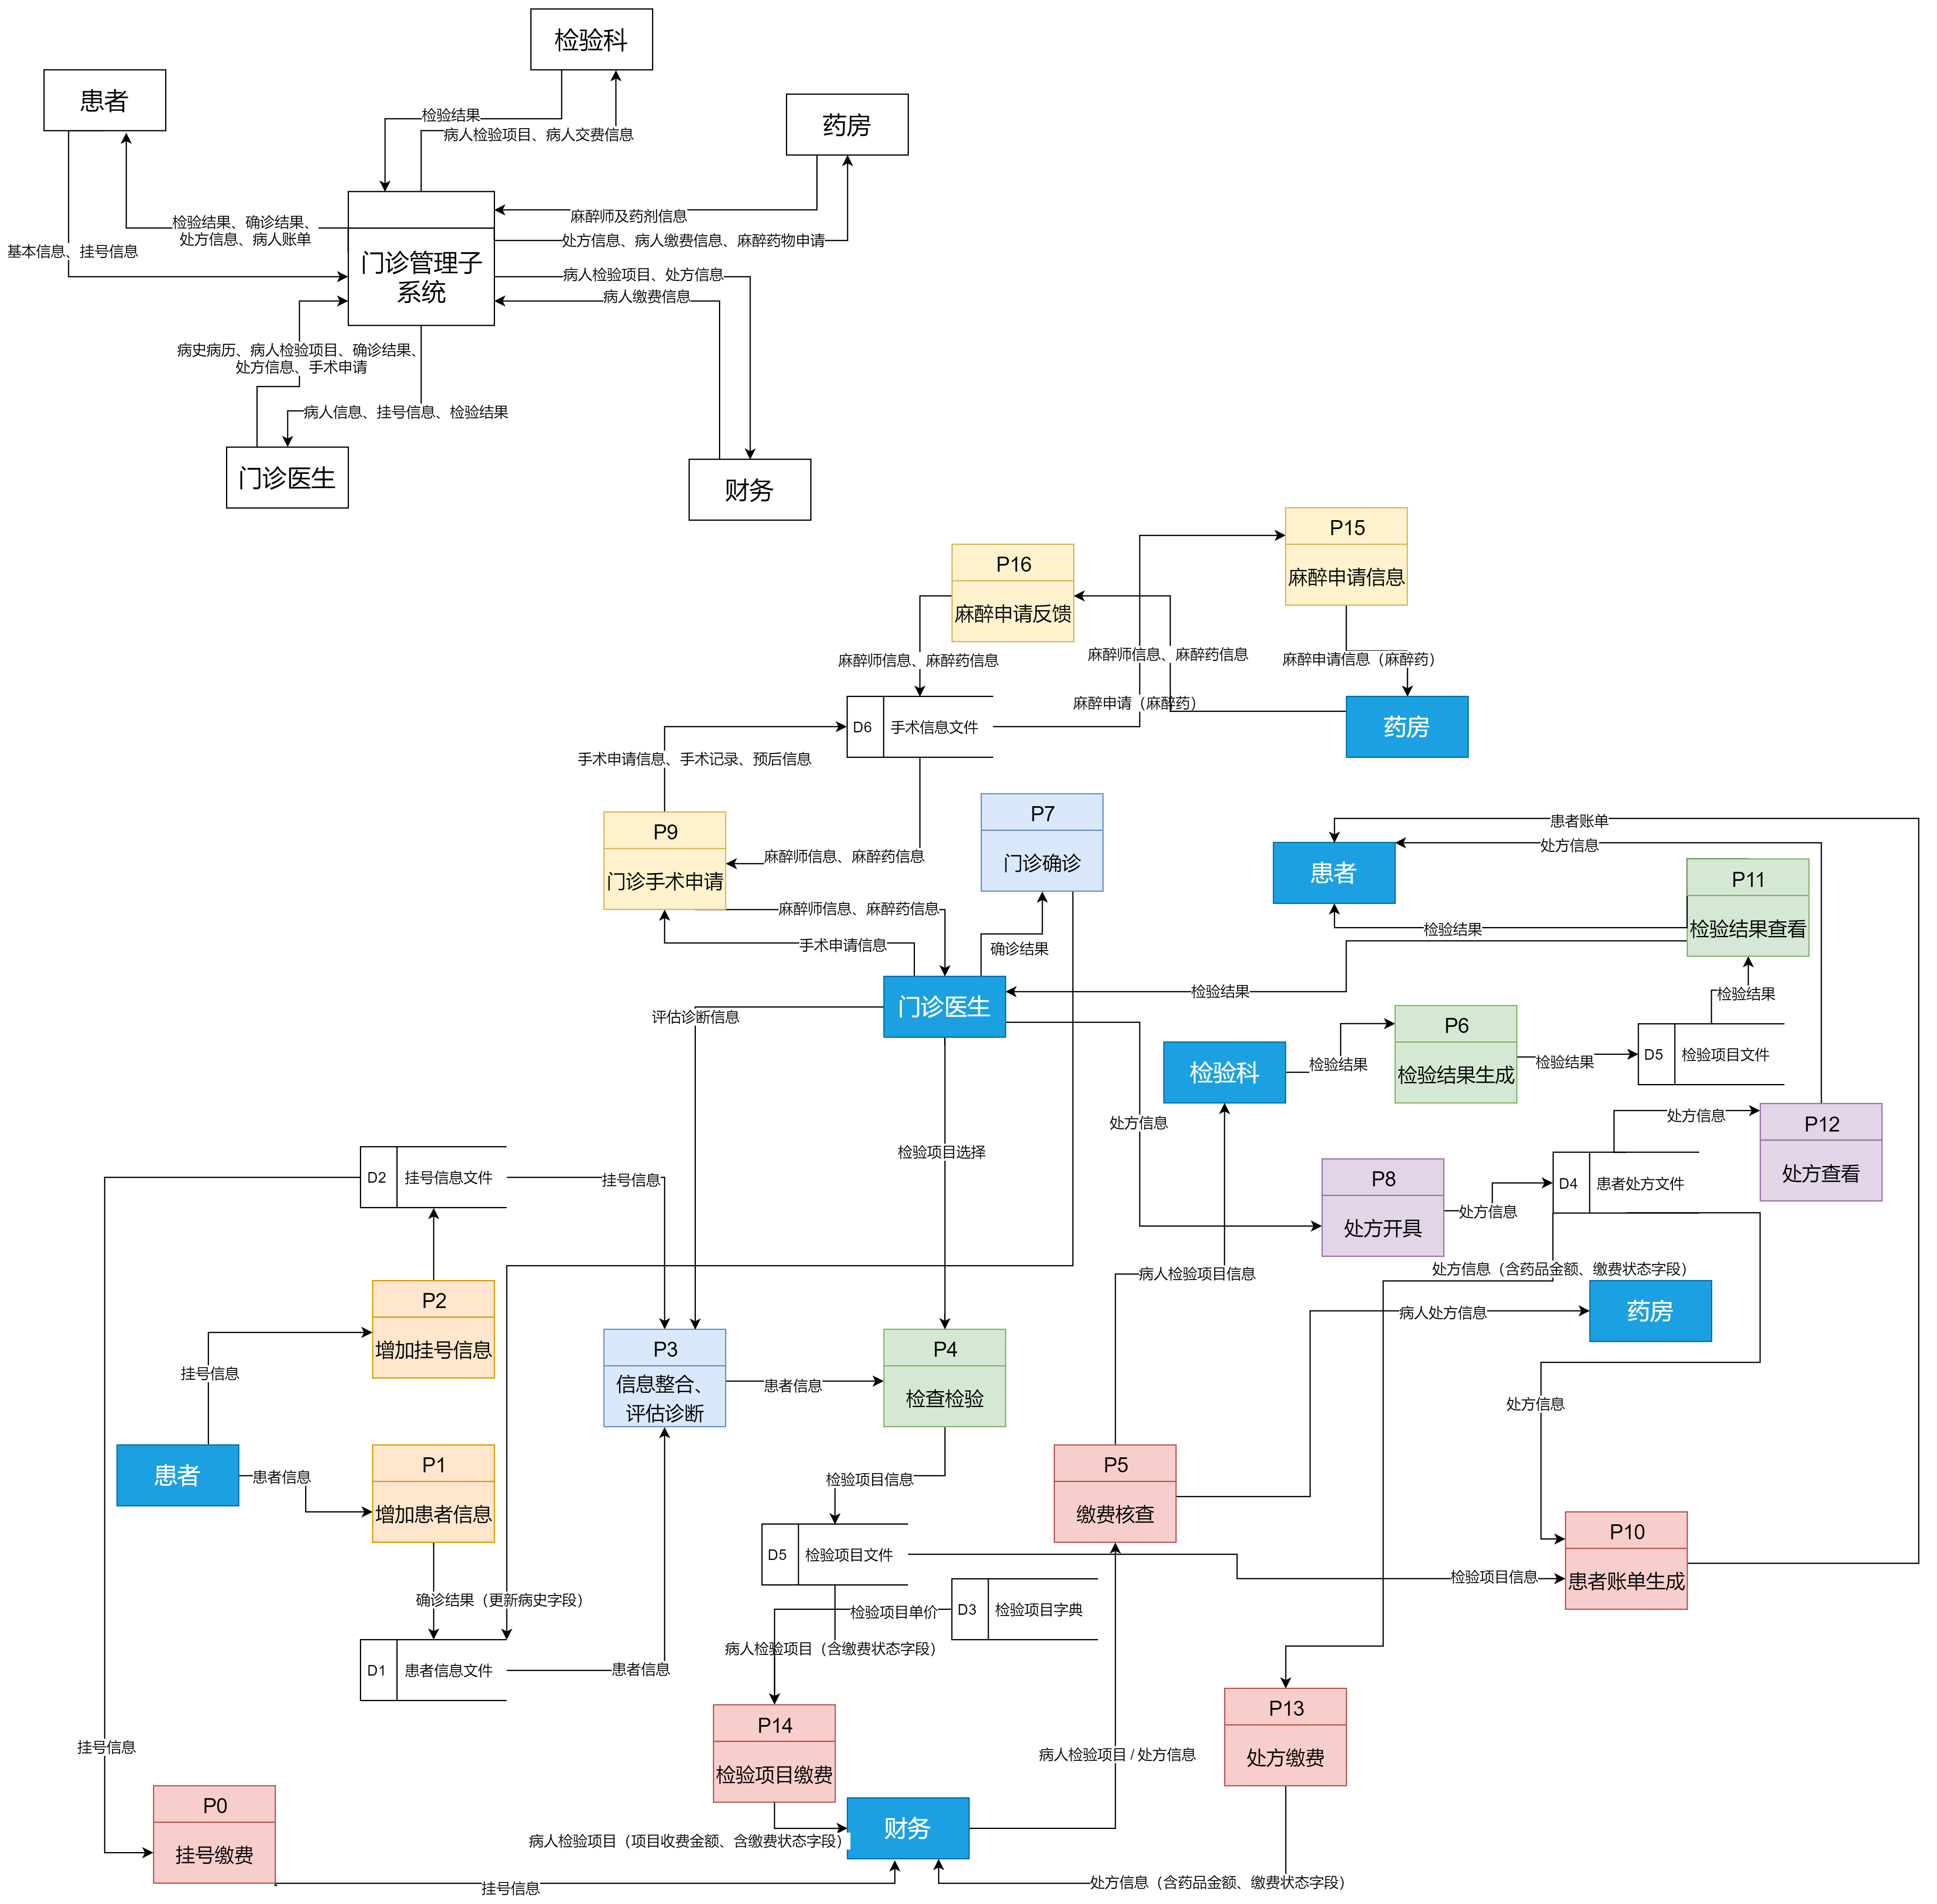 检验科
患者
药房
检验结果
病人检验项目、病人交费信息
检验结果、确诊结果、
处方信息、病人账单
基本信息、挂号信息
麻醉师及药剂信息
处方信息、病人缴费信息、麻醉药物申请
门诊管理子
系统
病人检验项目、处方信息
病人缴费信息
病史病历、病人检验项目、确诊结果、
处方信息、手术申请
病人信息、挂号信息、检验结果
门诊医生
财务
P15
麻醉申请信息
P16
麻醉申请反馈
麻醉师信息、麻醉药信息
麻醉师信息、麻醉药信息
麻醉申请信息（麻醉药）
麻醉申请（麻醉药）
D6
手术信息文件
药房
手术申请信息、手术记录、预后信息
P7
门诊确诊
P9
门诊手术申请
麻醉师信息、麻醉药信息
患者账单
处方信息
患者
P11
检验结果查看
麻醉师信息、麻醉药信息
手术申请信息
确诊结果
检验结果
门诊医生
检验结果
检验结果
评估诊断信息
P6
检验结果生成
检验科
检验结果
检验结果
D5
检验项目文件
处方信息
处方信息
P12
处方查看
检验项目选择
D2
挂号信息文件
挂号信息
P8
处方开具
处方信息
D4
患者处方文件
病人检验项目信息
处方信息（含药品金额、缴费状态字段）
P2
增加挂号信息
药房
病人处方信息
挂号信息
P3
信息整合、
评估诊断
患者信息
P4
检查检验
处方信息
患者
患者信息
P1
增加患者信息
检验项目信息
P5
缴费核查
D5
检验项目文件
检验项目信息
P10
患者账单生成
确诊结果（更新病史字段）
检验项目单价
D3
检验项目字典
病人检验项目（含缴费状态字段）
D1
患者信息文件
患者信息
P14
检验项目缴费
P13
处方缴费
挂号信息
病人检验项目 / 处方信息
P0
挂号缴费
财务
病人检验项目（项目收费金额、含缴费状态字段）
挂号信息
处方信息（含药品金额、缴费状态字段）